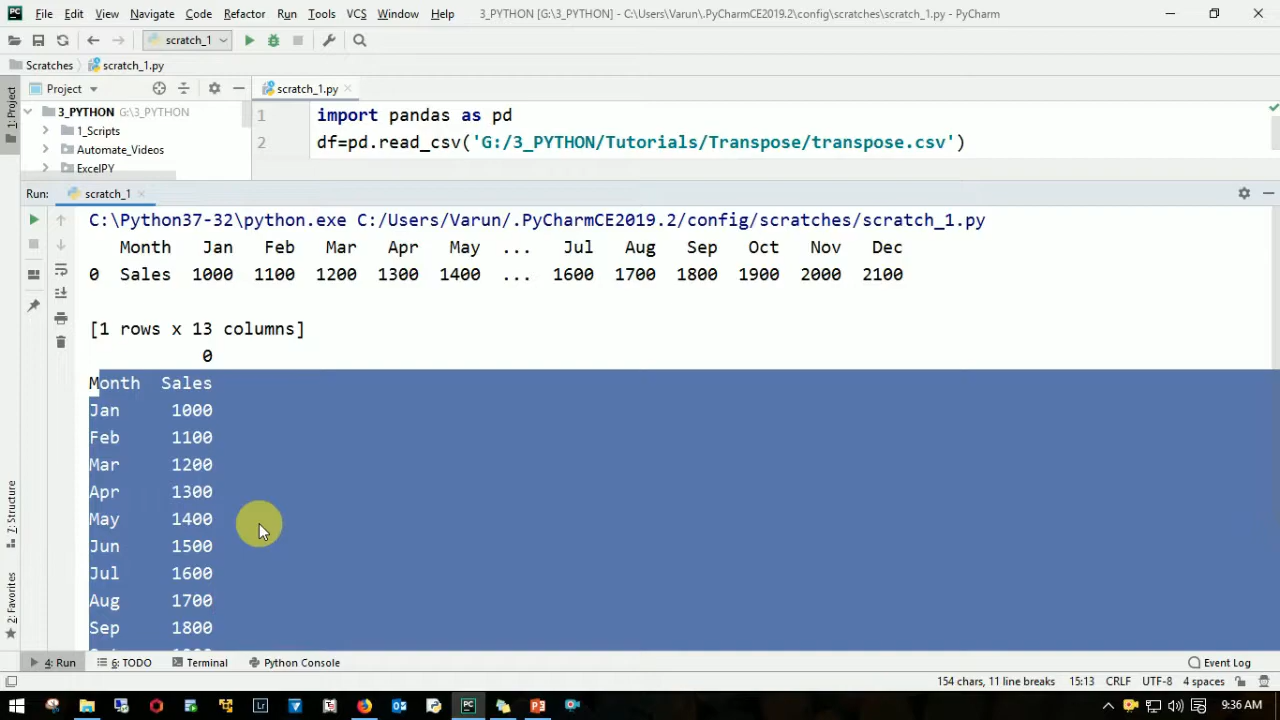 File Edit View Navigate Code Refactor Run Tools VCS Window Help 3_PYTHON [G:\3_PYTHON] - C:\Users\Varun\.PyCharmCE2019.2\config\scratches\scratch_1.py - PyCharm
scratch_1
Scratches scratch_1.py
Project scratch_1.py
1: Project
3_PYTHON G:\3_PYTHON
1_Scripts
Automate_Videos
ExcelPY
1 import pandas as pd
2 df=pd.read_csv('G:/3_PYTHON/Tutorials/Transpose/transpose.csv')
Run: scratch_1
C:\Python37-32\python.exe C:/Users/Varun/.PyCharmCE2019.2/config/scratches/scratch_1.py
Month Jan Feb Mar Apr May ... Jul Aug Sep Oct Nov Dec
0 Sales 1000 1100 1200 1300 1400 ... 1600 1700 1800 1900 2000 2100
[1 rows x 13 columns]
0
Month Sales
Jan 1000
Feb 1100
Mar 1200
Apr 1300
May 1400
Jun 1500
Jul 1600
Aug 1700
Sep 1800
7: Structure
2: Favorites
4: Run 6: TODO Terminal Python Console Event Log
154 chars, 11 line breaks 15:13 CRLF UTF-8 4 spaces
9:36 AM